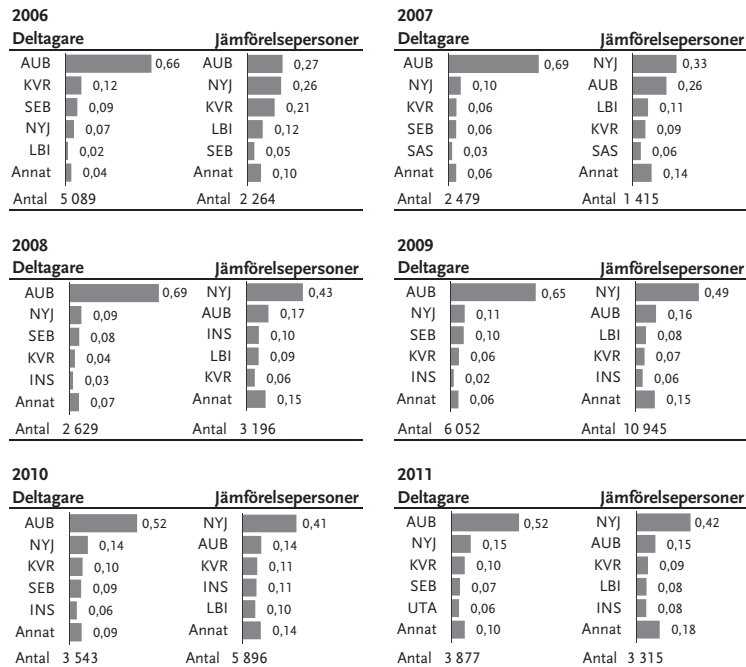 2006
Deltagare Jämförelsepersoner
AUB 0,66 AUB 0,27
KVR 0,12 NYJ 0,26
SEB 0,09 KVR 0,21
NYJ 0,07 LBI 0,12
LBI 0,02 SEB 0,05
Annat 0,04 Annat 0,10
Antal 5 089 Antal 2 264
2007
Deltagare Jämförelsepersoner
AUB 0,69 NYJ 0,33
NYJ 0,10 AUB 0,26
KVR 0,06 LBI 0,11
SEB 0,06 KVR 0,09
SAS 0,03 SAS 0,06
Annat 0,06 Annat 0,14
Antal 2 479 Antal 1 415
2008
Deltagare Jämförelsepersoner
AUB 0,69 NYJ 0,43
NYJ 0,09 AUB 0,17
SEB 0,08 INS 0,10
KVR 0,04 LBI 0,09
INS 0,03 KVR 0,06
Annat 0,07 Annat 0,15
Antal 2 629 Antal 3 196
2009
Deltagare Jämförelsepersoner
AUB 0,65 NYJ 0,49
NYJ 0,11 AUB 0,16
SEB 0,10 LBI 0,08
KVR 0,06 KVR 0,07
INS 0,02 INS 0,06
Annat 0,06 Annat 0,15
Antal 6 052 Antal 10 945
2010
Deltagare Jämförelsepersoner
AUB 0,52 NYJ 0,41
NYJ 0,14 AUB 0,14
KVR 0,10 KVR 0,11
SEB 0,09 INS 0,11
INS 0,06 LBI 0,10
Annat 0,09 Annat 0,14
Antal 3 543 Antal 5 896
2011
Deltagare Jämförelsepersoner
AUB 0,52 NYJ 0,42
NYJ 0,15 AUB 0,15
KVR 0,10 KVR 0,09
SEB 0,07 LBI 0,08
UTA 0,06 INS 0,08
Annat 0,10 Annat 0,18
Antal 3 877 Antal 3 315